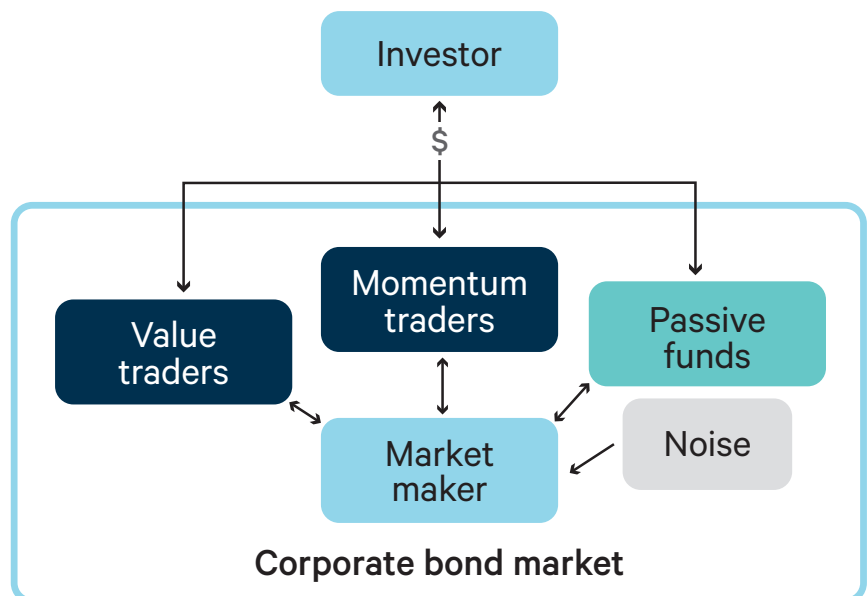 Investor
$
Momentum
traders
Value
traders
Passive
funds
Market
maker
Noise
Corporate bond market